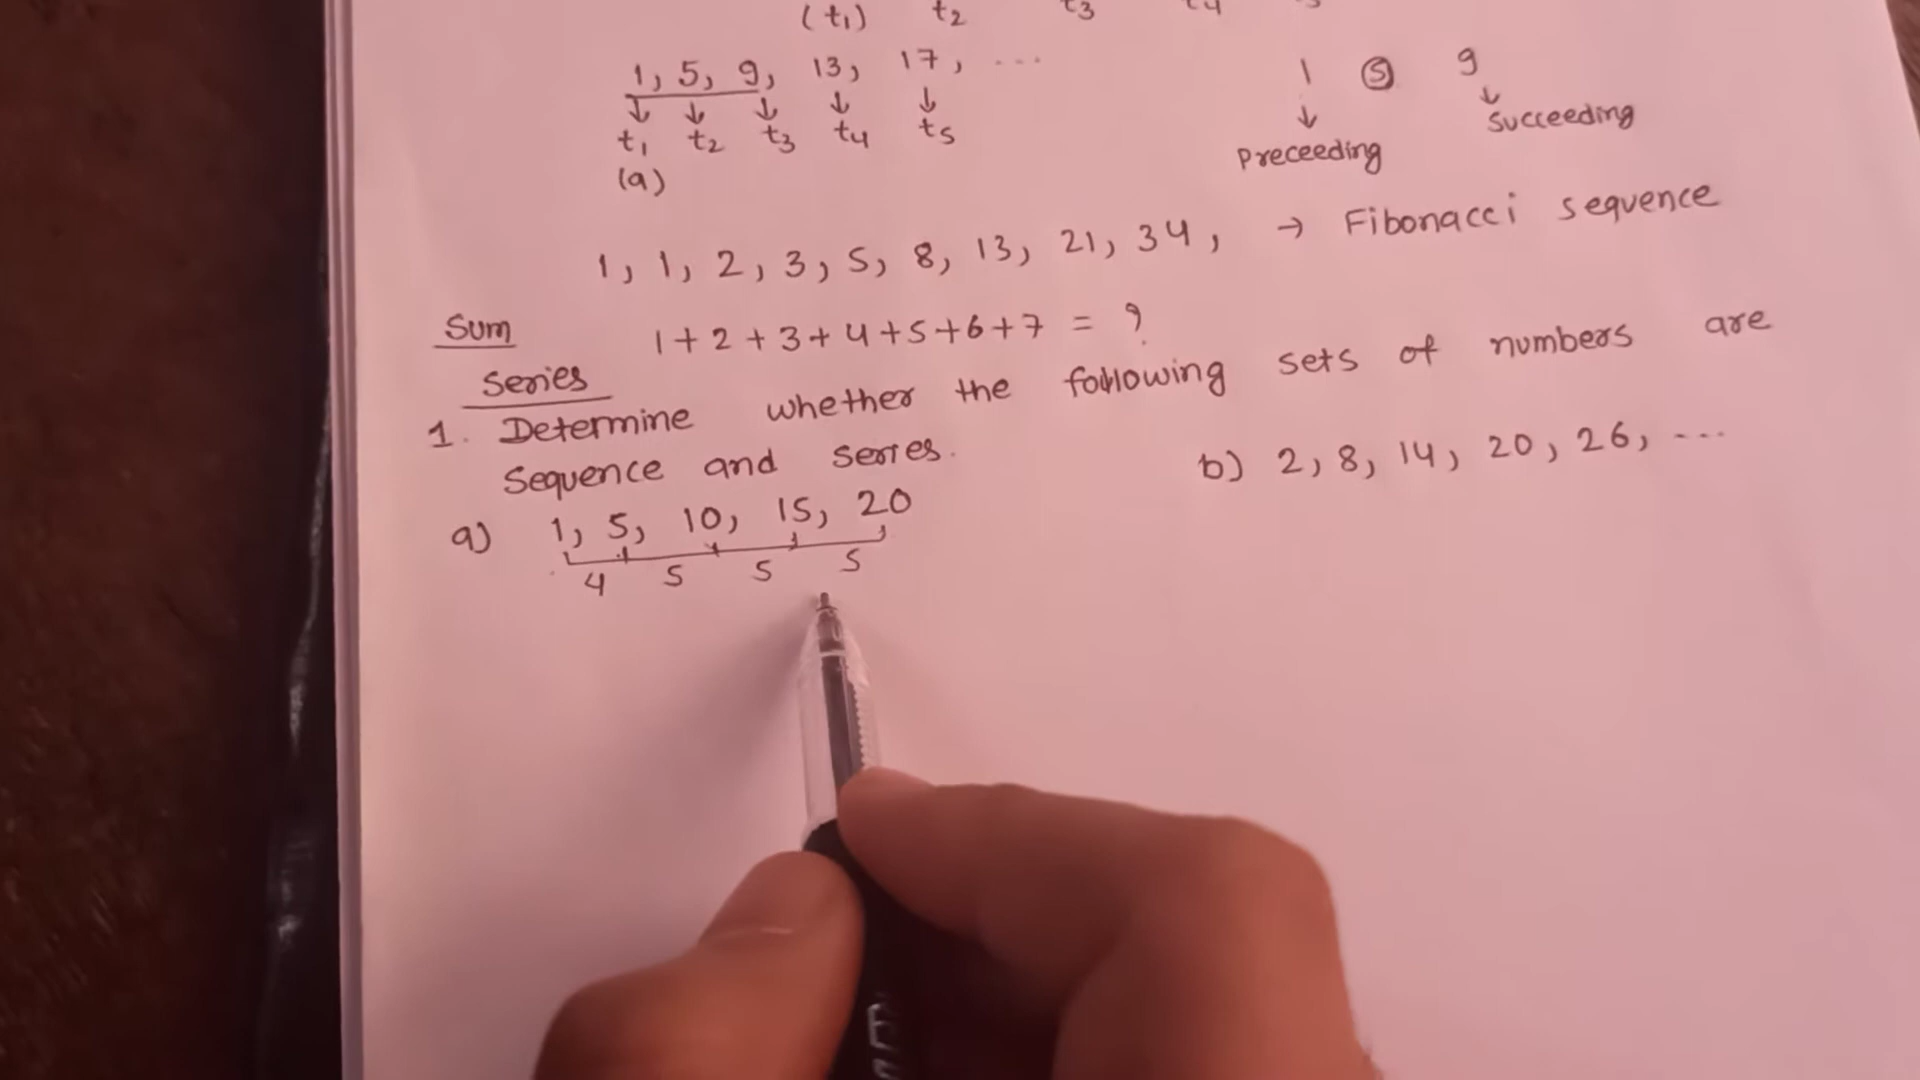 (t₁) t₂ t₃ t₄
1, 5, 9, 13, 17, ...
↓ ↓ ↓ ↓ ↓
t₁ t₂ t₃ t₄ t₅
(a)
1 5 9
↓ ↓
Preceeding Succeeding
1, 1, 2, 3, 5, 8, 13, 21, 34, → Fibonacci sequence
Sum 1+2+3+4+5+6+7 = ?
Series
1. Determine whether the following sets of numbers are
Sequence and series.
a) 1, 5, 10, 15, 20
4 5 5 5
b) 2, 8, 14, 20, 26, ...